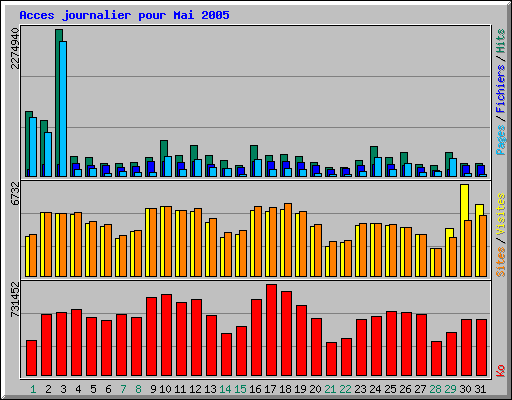 Acces journalier pour Mai 2005
2274940
Pages / Fichiers / Hits
6732
Sites / Visites
731452
Ko
1 2 3 4 5 6 7 8 9 10 11 12 13 14 15 16 17 18 19 20 21 22 23 24 25 26 27 28 29 30 31